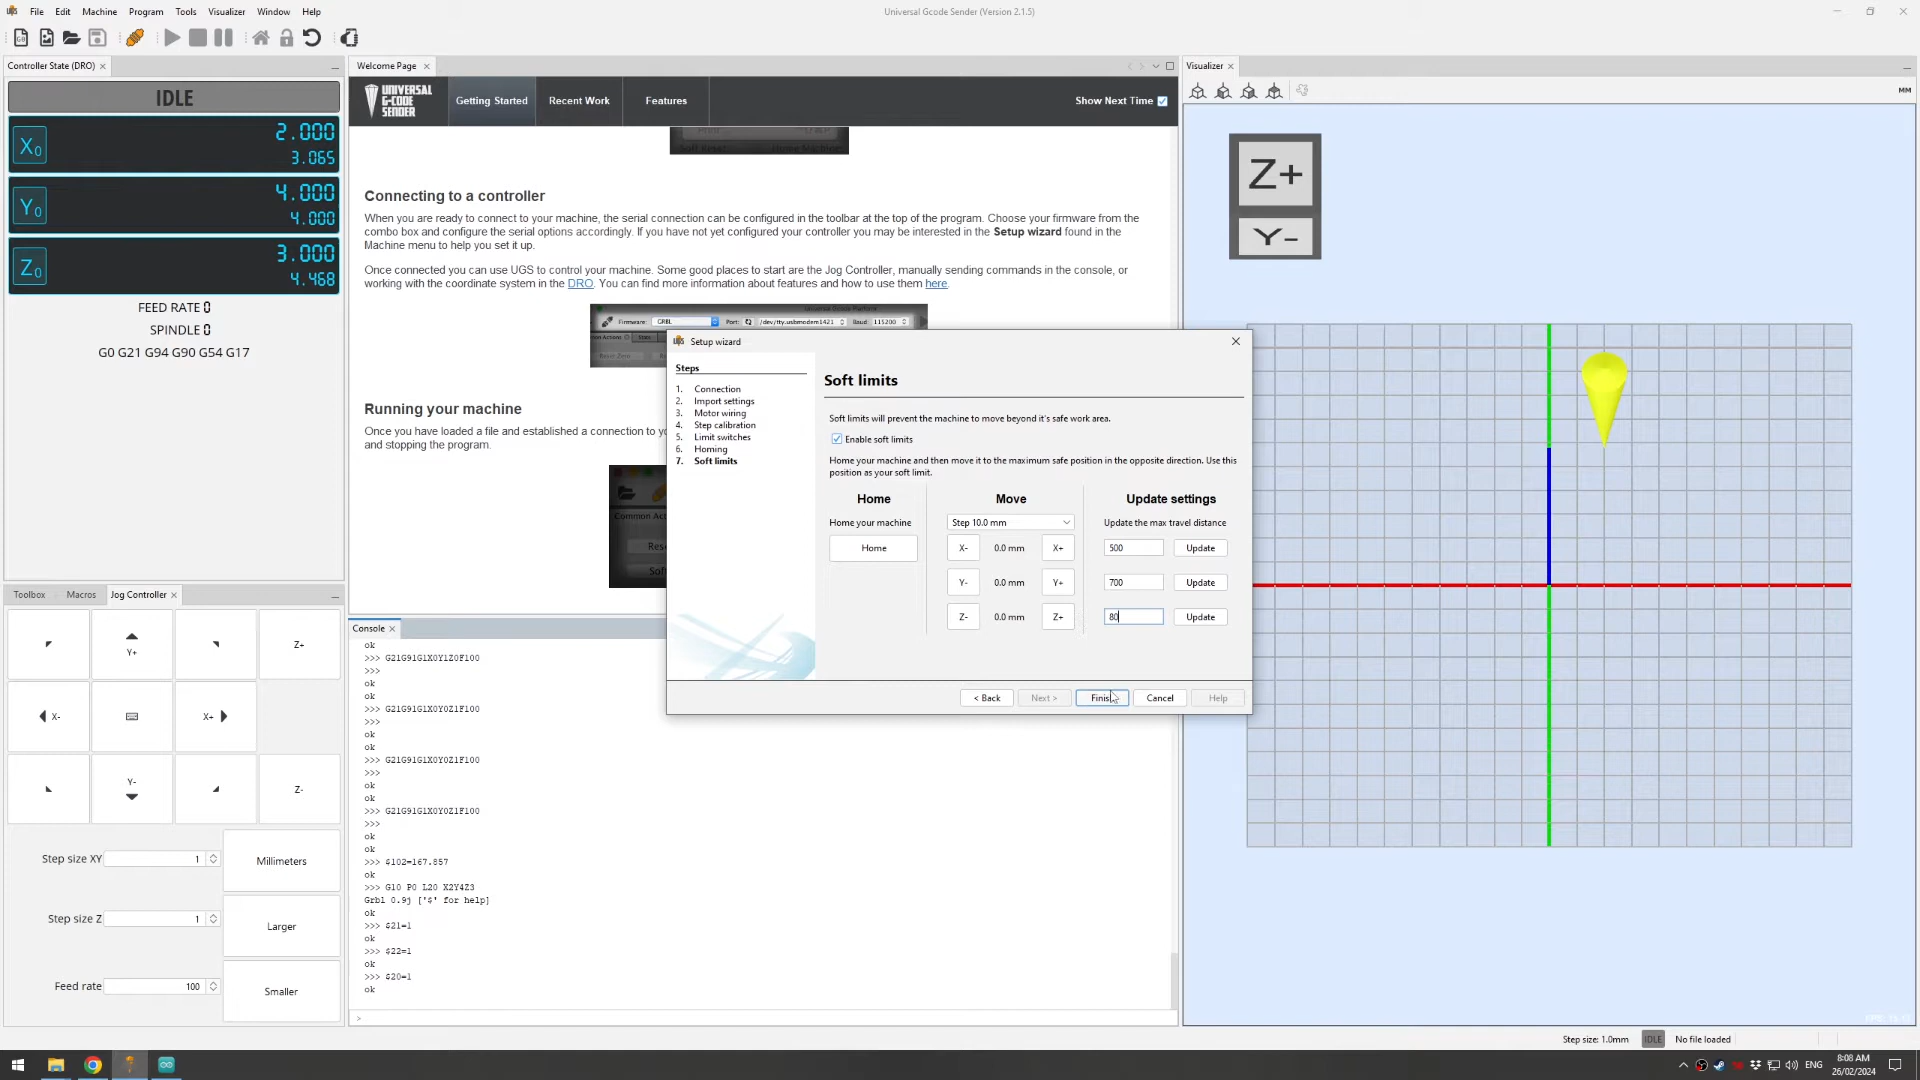 File Edit Machine Program Tools Visualizer Window Help
Universal Gcode Sender (Version 2.1.5)
Controller State (DRO)
IDLE
X0 2.000
3.065
Y0 4.000
4.000
Z0 3.000
4.468
FEED RATE 0
SPINDLE 0
G0 G21 G94 G90 G54 G17
Toolbox Macros Jog Controller
Y+ Z+
X- X+
Y- Z-
Step size XY 1 Millimeters
Step size Z 1 Larger
Feed rate 100 Smaller
Welcome Page
UNIVERSAL
G-CODE
SENDER
Getting Started Recent Work Features Show Next Time
Connecting to a controller
When you are ready to connect to your machine, the serial connection can be configured in the toolbar at the top of the program. Choose your firmware from the
combo box and configure the serial options accordingly. If you have not yet configured your controller you may be interested in the Setup wizard found in the
Machine menu to help you set it up.
Once connected you can use UGS to control your machine. Some good places to start are the Jog Controller, manually sending commands in the console, or
working with the coordinate system in the DRO. You can find more information about features and how to use them here.
Firmware: GRBL Port: /dev/tty.usbmodem1421 Baud: 115200
Running your machine
Once you have loaded a file and established a connection to yo
and stopping the program.
Console
ok
>>> G21G91G1X0Y1Z0F100
>>>
ok
ok
>>> G21G91G1X0Y0Z1F100
>>>
ok
ok
>>> G21G91G1X0Y0Z1F100
>>>
ok
ok
>>> G21G91G1X0Y0Z1F100
>>>
ok
ok
>>> $102=167.857
ok
>>> G10 P0 L20 X2Y4Z3
Grbl 0.9j ['$' for help]
ok
>>> $21=1
ok
>>> $22=1
ok
>>> $20=1
ok
>
Setup wizard
Steps
1. Connection
2. Import settings
3. Motor wiring
4. Step calibration
5. Limit switches
6. Homing
7. Soft limits
Soft limits
Soft limits will prevent the machine to move beyond it's safe work area.
Enable soft limits
Home your machine and then move it to the maximum safe position in the opposite direction. Use this
position as your soft limit.
Home Move Update settings
Home your machine Step 10.0 mm Update the max travel distance
Home X- 0.0 mm X+ 500 Update
Y- 0.0 mm Y+ 700 Update
Z- 0.0 mm Z+ 80 Update
< Back Next > Finis Cancel Help
Visualizer
MM
Z+
Y-
Step size: 1.0mm IDLE No file loaded
ENG 8:08 AM
26/02/2024